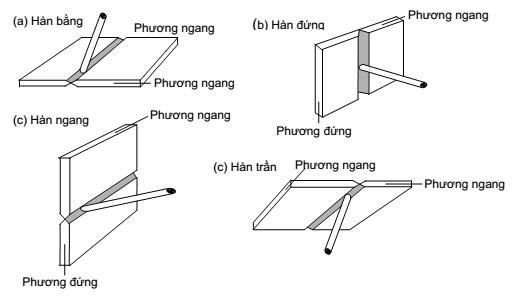 (a) Hàn bằng
Phương ngang
Phương ngang
(b) Hàn đứng
Phương ngang
Phương đứng
(c) Hàn ngang
Phương ngang
Phương đứng
(c) Hàn trần
Phương ngang
Phương ngang